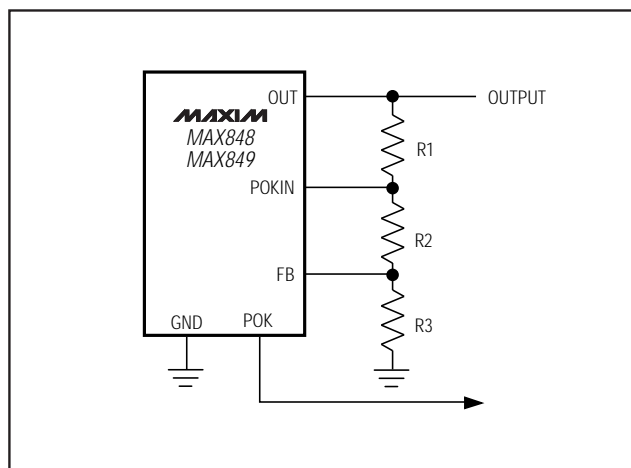 OUT
OUTPUT
MAXIM
MAX848
MAX849
R1
POKIN
R2
FB
R3
GND
POK